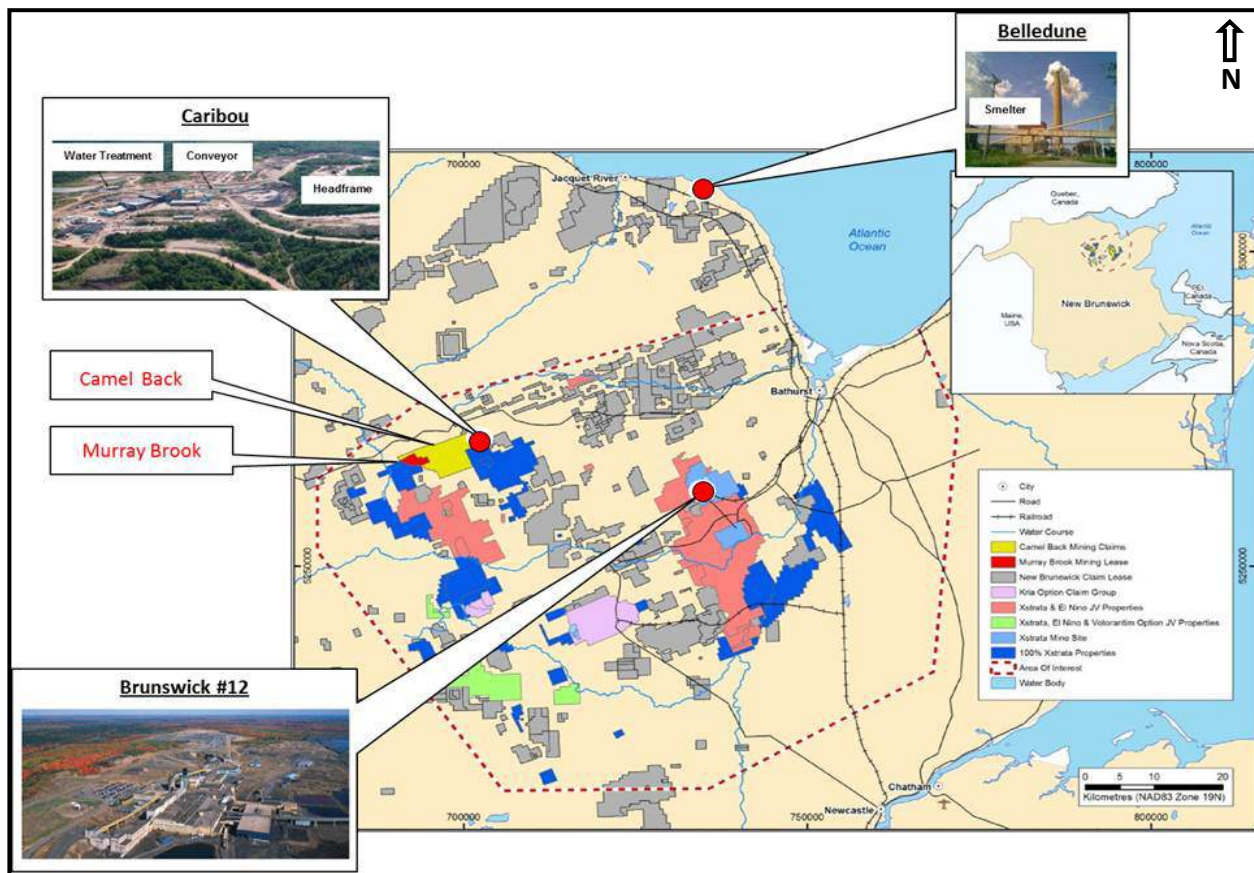 Belledune
Smelter
N
Caribou
Water Treatment
Conveyor
Headframe
700000
800000
Jacquet River
Atlantic
Ocean
Quebec,
Canada
Atlantic
Ocean
PEI,
Canada
New Brunswick
Maine,
USA
Nova Scotia,
Canada
5300000
Camel Back
Murray Brook
Bathurst
5250000
5250000
City
Road
Railroad
Water Course
Camel Back Mining Claims
Murray Brook Mining Lease
New Brunswick Claim Lease
Kria Option Claim Group
Xstrata & El Nino JV Properties
Xstrata, El Nino & Votorantim Option JV Properties
Xstrata Mine Site
100% Xstrata Properties
Area Of Interest
Water Body
Brunswick #12
0 5 10 20
Kilometres (NAD83 Zone 19N)
Chatham
Newcastle
700000
750000
800000